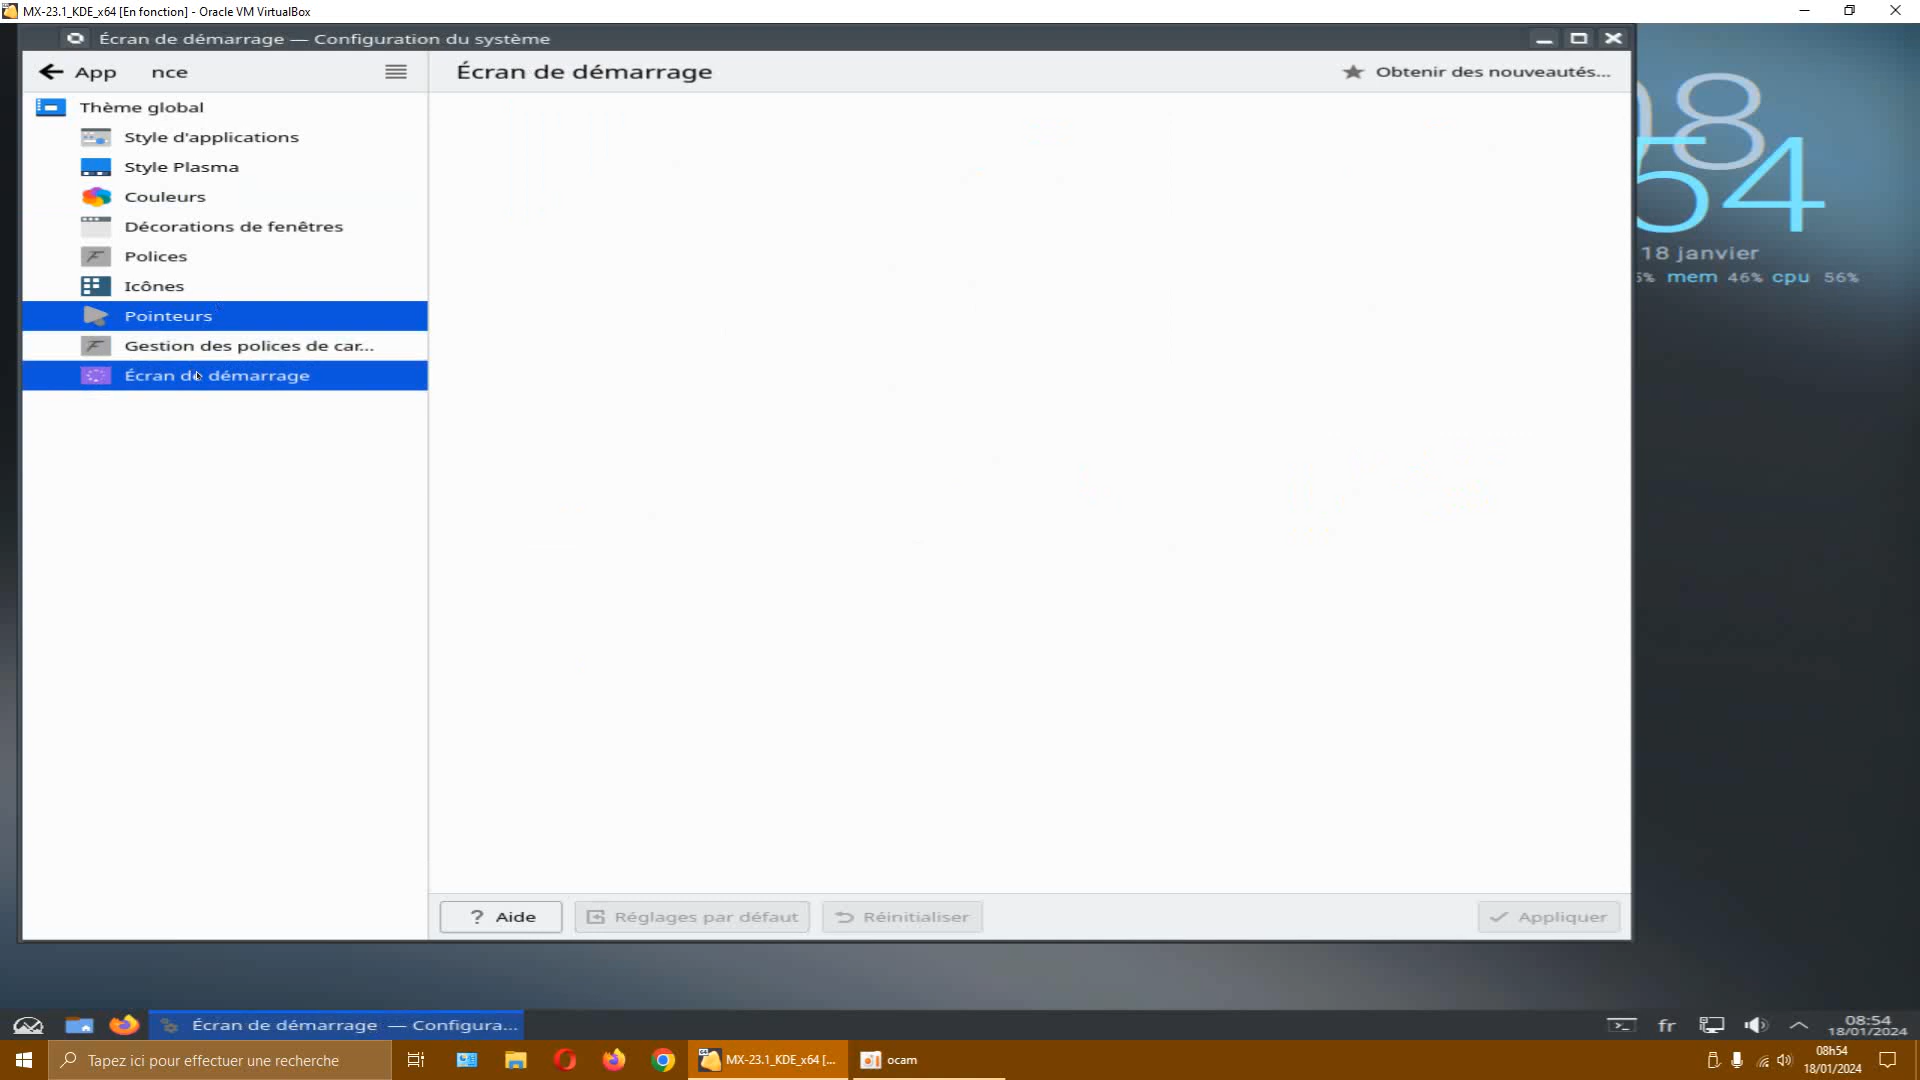 MX-23.1_KDE_x64 [En fonction] - Oracle VM VirtualBox
Écran de démarrage — Configuration du système
App nce
Écran de démarrage
Obtenir des nouveautés...
Thème global
Style d'applications
Style Plasma
Couleurs
Décorations de fenêtres
Polices
Icônes
Pointeurs
Gestion des polices de car...
Écran de démarrage
08
54
18 janvier
5% mem 46% cpu 56%
? Aide
Réglages par défaut
Réinitialiser
Appliquer
Écran de démarrage — Configura...
fr
08:54
18/01/2024
Tapez ici pour effectuer une recherche
MX-23.1_KDE_x64 [...
ocam
08h54
18/01/2024